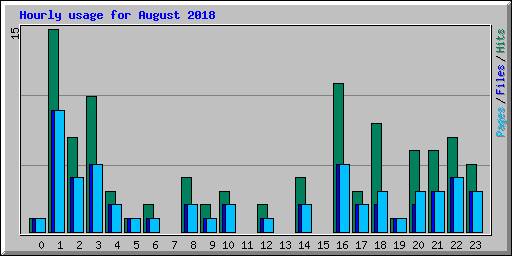 Hourly usage for August 2018
15
Pages / Files / Hits
0 1 2 3 4 5 6 7 8 9 10 11 12 13 14 15 16 17 18 19 20 21 22 23